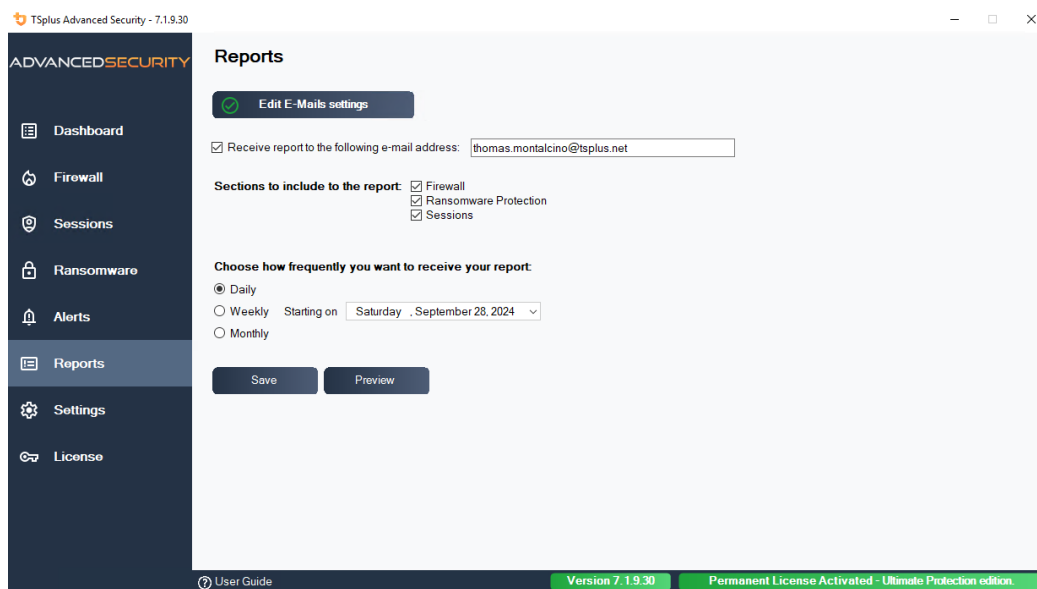 TSplus Advanced Security - 7.1.9.30
ADVANCEDSECURITY
Dashboard
Firewall
Sessions
Ransomware
Alerts
Reports
Settings
License
Reports
Edit E-Mails settings
Receive report to the following e-mail address: thomas.montalcino@tsplus.net
Sections to include to the report: Firewall
Ransomware Protection
Sessions
Choose how frequently you want to receive your report:
Daily
Weekly Starting on Saturday , September 28, 2024
Monthly
Save Preview
User Guide Version 7.1.9.30 Permanent License Activated - Ultimate Protection edition.